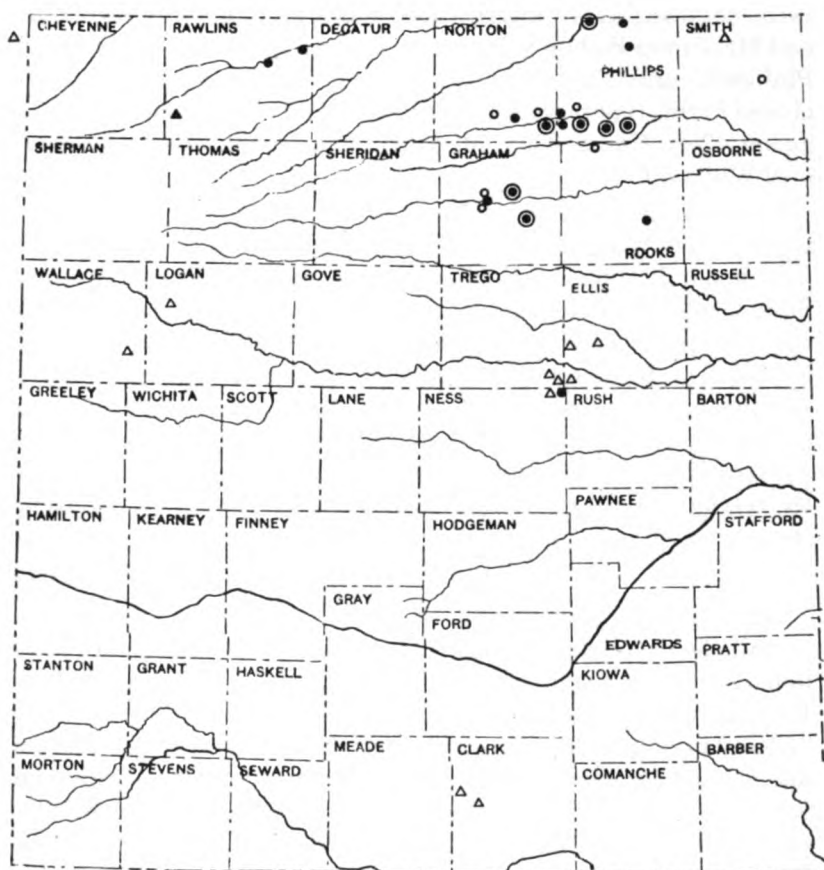 CHEYENNE RAWLINS DECATUR NORTON SMITH
PHILLIPS
SHERMAN THOMAS SHERIDAN GRAHAM OSBORNE
ROOKS
WALLACE LOGAN GOVE TREGO ELLIS RUSSELL
GREELEY WICHITA SCOTT LANE NESS RUSH BARTON
PAWNEE
HAMILTON KEARNEY FINNEY HODGEMAN STAFFORD
GRAY
FORD
EDWARDS PRATT
STANTON GRANT HASKELL KIOWA
MEADE CLARK BARBER
MORTON STEVENS SEWARD COMANCHE